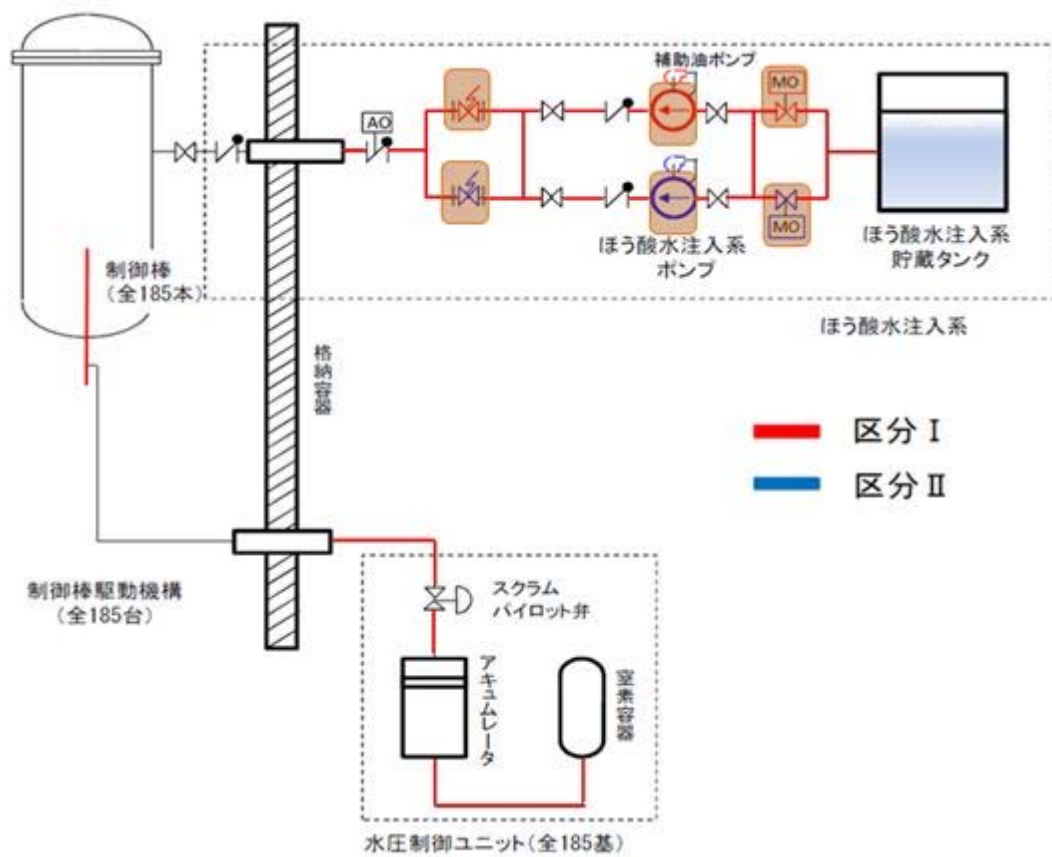 補助油ポンプ
MO
AO
MO
ほう酸水注入系
ポンプ
ほう酸水注入系
貯蔵タンク
ほう酸水注入系
制御棒
(全185本)
格納容器
区分Ⅰ
区分Ⅱ
制御棒駆動機構
(全185台)
スクラム
パイロット弁
アキュムレータ
窒素容器
水圧制御ユニット(全185基)